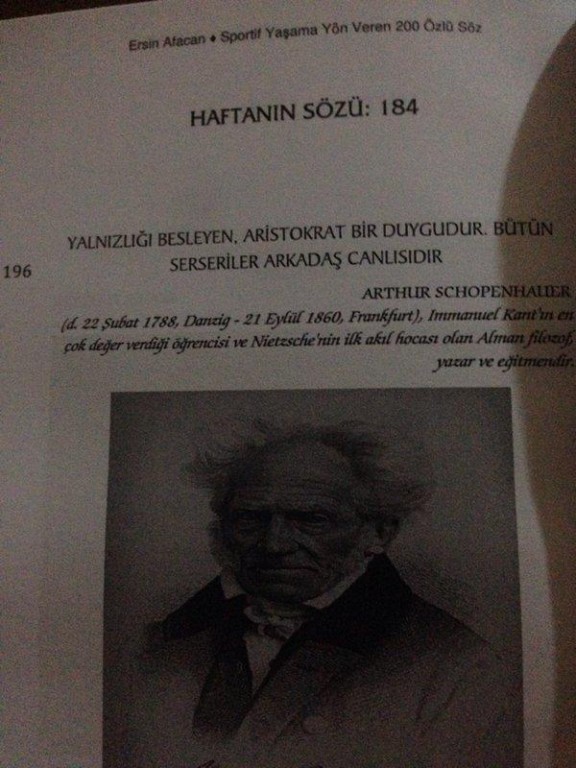 Ersin Afacan ♦ Sportif Yaşama Yön Veren 200 Özlü Söz
HAFTANIN SÖZÜ: 184
YALNIZLIĞI BESLEYEN, ARİSTOKRAT BİR DUYGUDUR. BÜTÜN
SERSERİLER ARKADAŞ CANLISIDIR
196
ARTHUR SCHOPENHAUER
(d. 22 Şubat 1788, Danzig - 21 Eylül 1860, Frankfurt), Immanuel Kant'ın en
çok değer verdiği öğrencisi ve Nietzsche'nin ilk akıl hocası olan Alman filozof,
yazar ve eğitmendir.